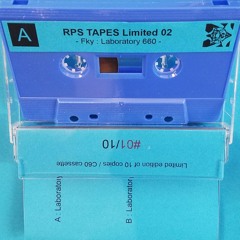 A
RPS TAPES Limited 02
- Fky : Laboratory 660 -
Limited edition of 10 copies / C60 cassette
#01/10
A : Laboratory
B : Laboratory